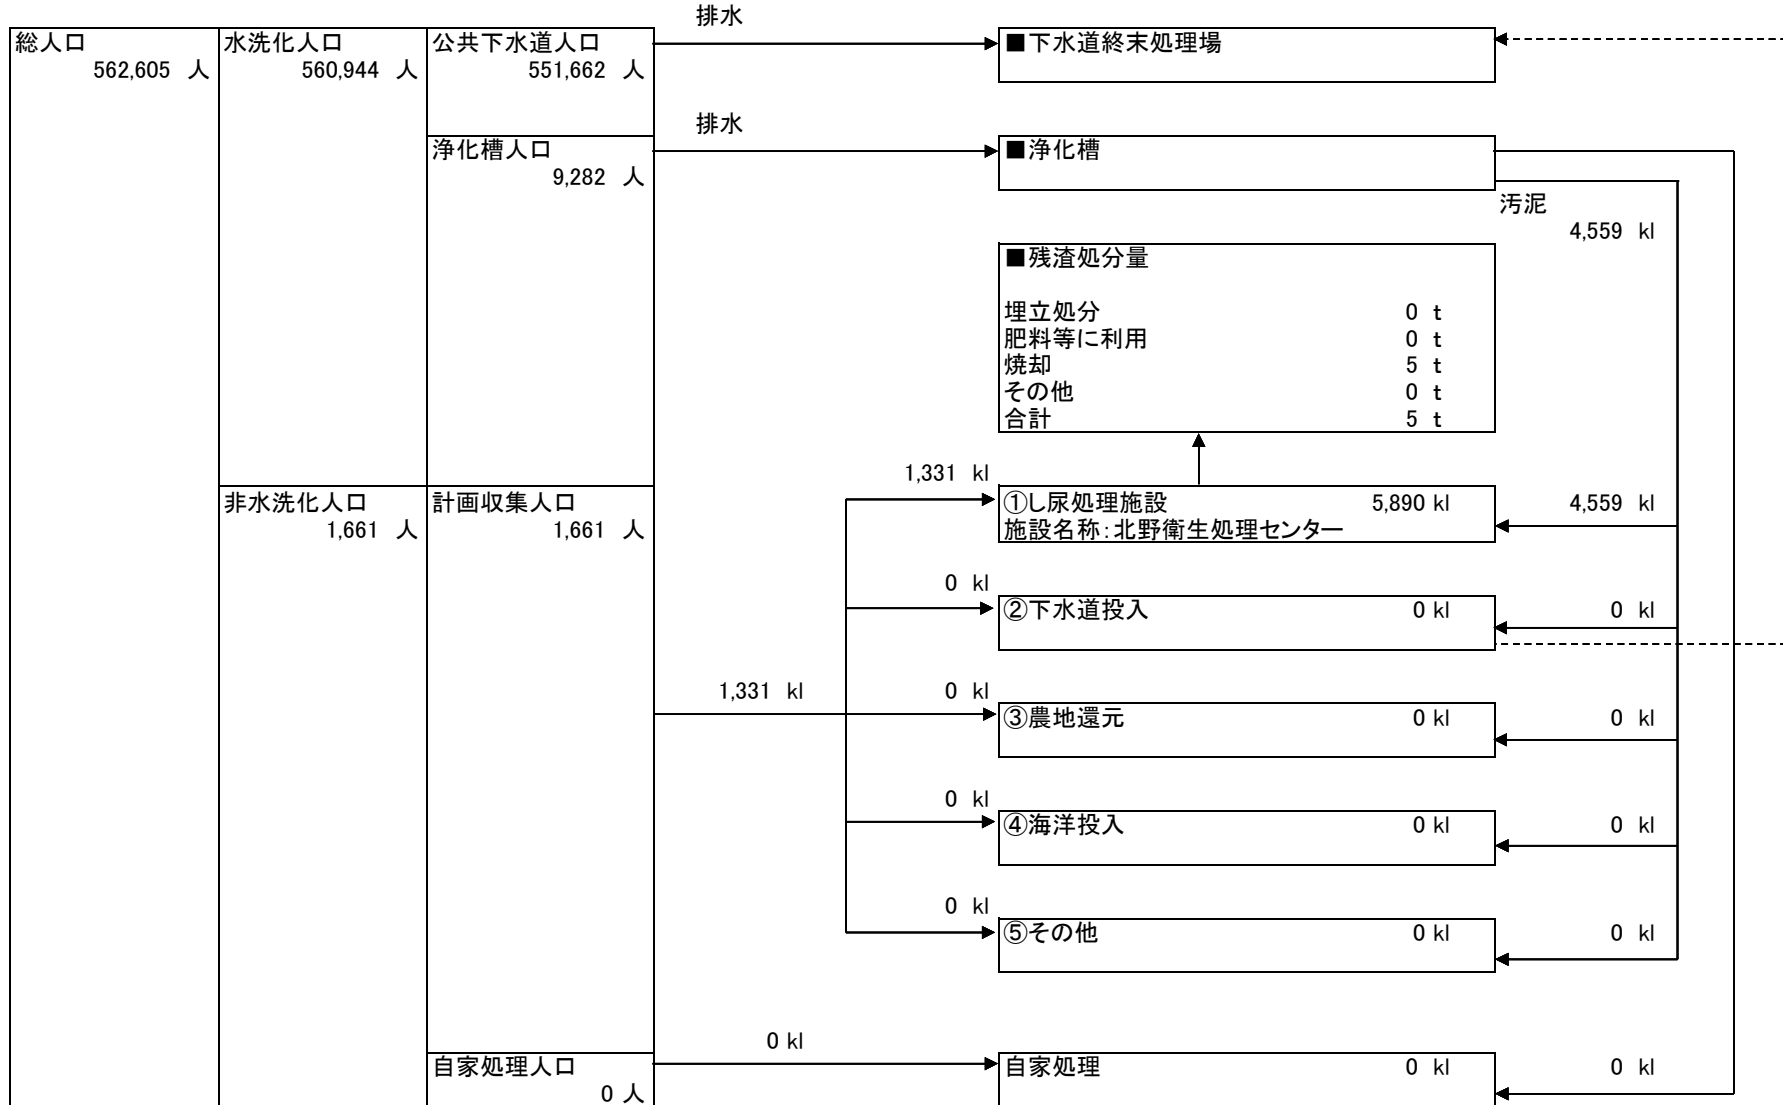 排水
総人口 水洗化人口 公共下水道人口 ■下水道終末処理場
562,605 人 560,944 人 551,662 人
排水
浄化槽人口 ■浄化槽
9,282 人
汚泥
4,559 kl
■残渣処分量
埋立処分 0 t
肥料等に利用 0 t
焼却 5 t
その他 0 t
合計 5 t
1,331 kl
非水洗化人口 計画収集人口 ①し尿処理施設 5,890 kl 4,559 kl
1,661 人 1,661 人 施設名称:北野衛生処理センター
0 kl
②下水道投入 0 kl 0 kl
1,331 kl 0 kl
③農地還元 0 kl 0 kl
0 kl
④海洋投入 0 kl 0 kl
0 kl
⑤その他 0 kl 0 kl
0 kl
自家処理人口 自家処理 0 kl 0 kl
0 人